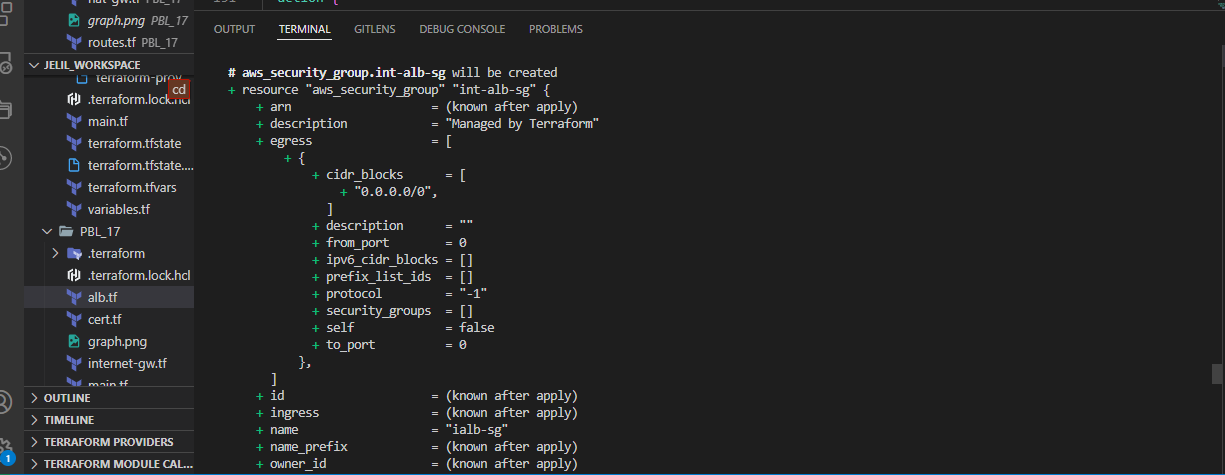 nat-gw.tf PBL_17
graph.png PBL_17
routes.tf PBL_17
JELIL_WORKSPACE
terraform-prov
cd
.terraform.lock.hcl
main.tf
terraform.tfstate
terraform.tfstate....
terraform.tfvars
variables.tf
PBL_17
.terraform
.terraform.lock.hcl
alb.tf
cert.tf
graph.png
internet-gw.tf
main.tf
OUTLINE
TIMELINE
TERRAFORM PROVIDERS
TERRAFORM MODULE CAL...
1
191 action {
OUTPUT TERMINAL GITLENS DEBUG CONSOLE PROBLEMS
# aws_security_group.int-alb-sg will be created
+ resource "aws_security_group" "int-alb-sg" {
+ arn = (known after apply)
+ description = "Managed by Terraform"
+ egress = [
+ {
+ cidr_blocks = [
+ "0.0.0.0/0",
]
+ description = ""
+ from_port = 0
+ ipv6_cidr_blocks = []
+ prefix_list_ids = []
+ protocol = "-1"
+ security_groups = []
+ self = false
+ to_port = 0
},
]
+ id = (known after apply)
+ ingress = (known after apply)
+ name = "ialb-sg"
+ name_prefix = (known after apply)
+ owner_id = (known after apply)